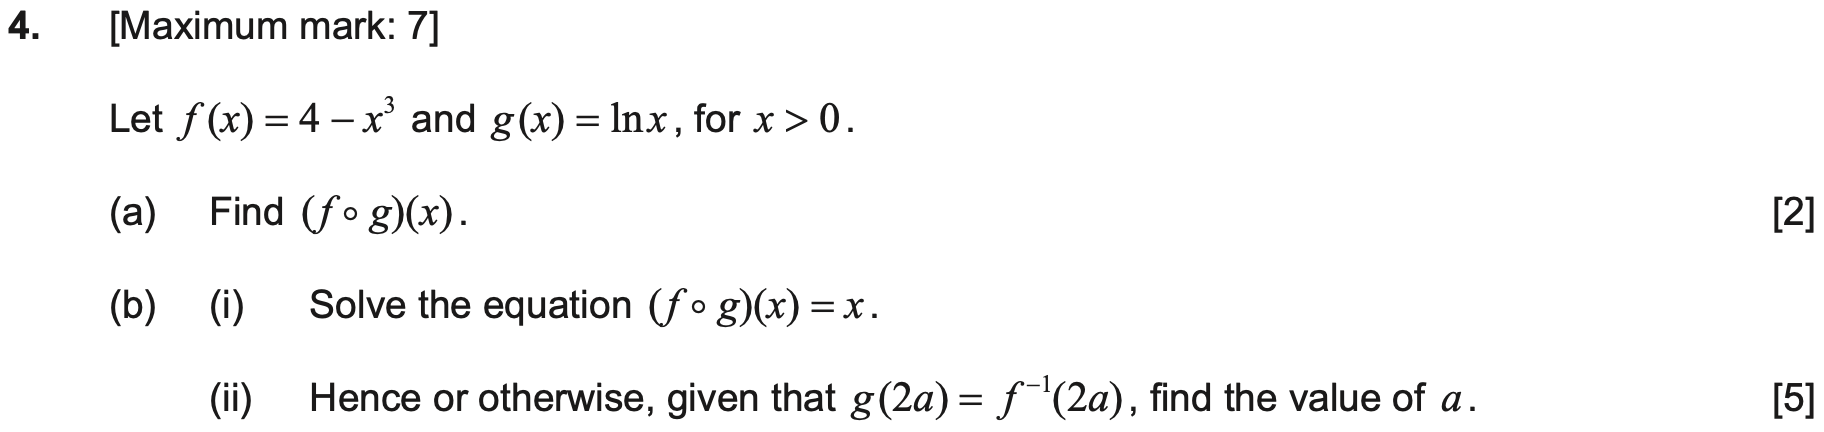 4. [Maximum mark: 7]
Let f(x) = 4 − x³ and g(x) = ln x, for x > 0.
(a) Find (f ∘ g)(x). [2]
(b) (i) Solve the equation (f ∘ g)(x) = x.
(ii) Hence or otherwise, given that g(2a) = f⁻¹(2a), find the value of a. [5]